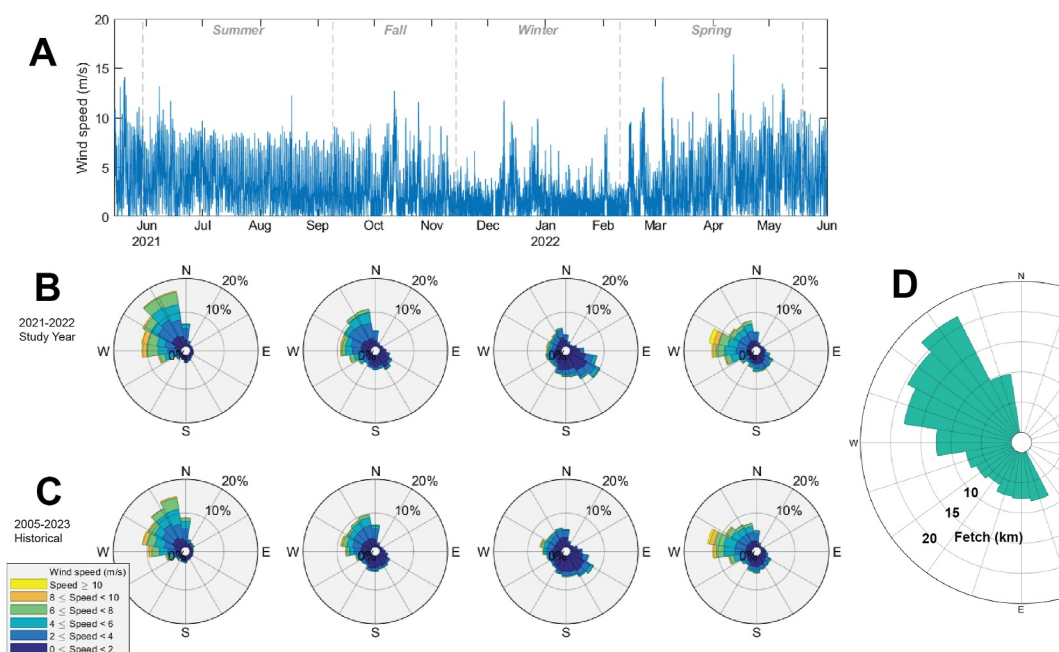 A
Wind speed (m/s)
20
15
10
5
0
Summer
Fall
Winter
Spring
Jun
Jul
Aug
Sep
Oct
Nov
Dec
Jan
Feb
Mar
Apr
May
Jun
2021
2022
B
2021-2022
Study Year
N
20%
10%
0%
W
E
S
N
20%
10%
0%
W
E
S
N
20%
10%
0%
W
E
S
N
20%
10%
0%
W
E
S
C
2005-2023
Historical
N
20%
10%
0%
W
E
S
N
20%
10%
0%
W
E
S
N
20%
10%
0%
W
E
S
N
20%
10%
0%
W
E
S
Wind speed (m/s)
Speed ≥ 10
8 ≤ Speed < 10
6 ≤ Speed < 8
4 ≤ Speed < 6
2 ≤ Speed < 4
0 ≤ Speed < 2
D
N
W
10
15
20
Fetch (km)
E